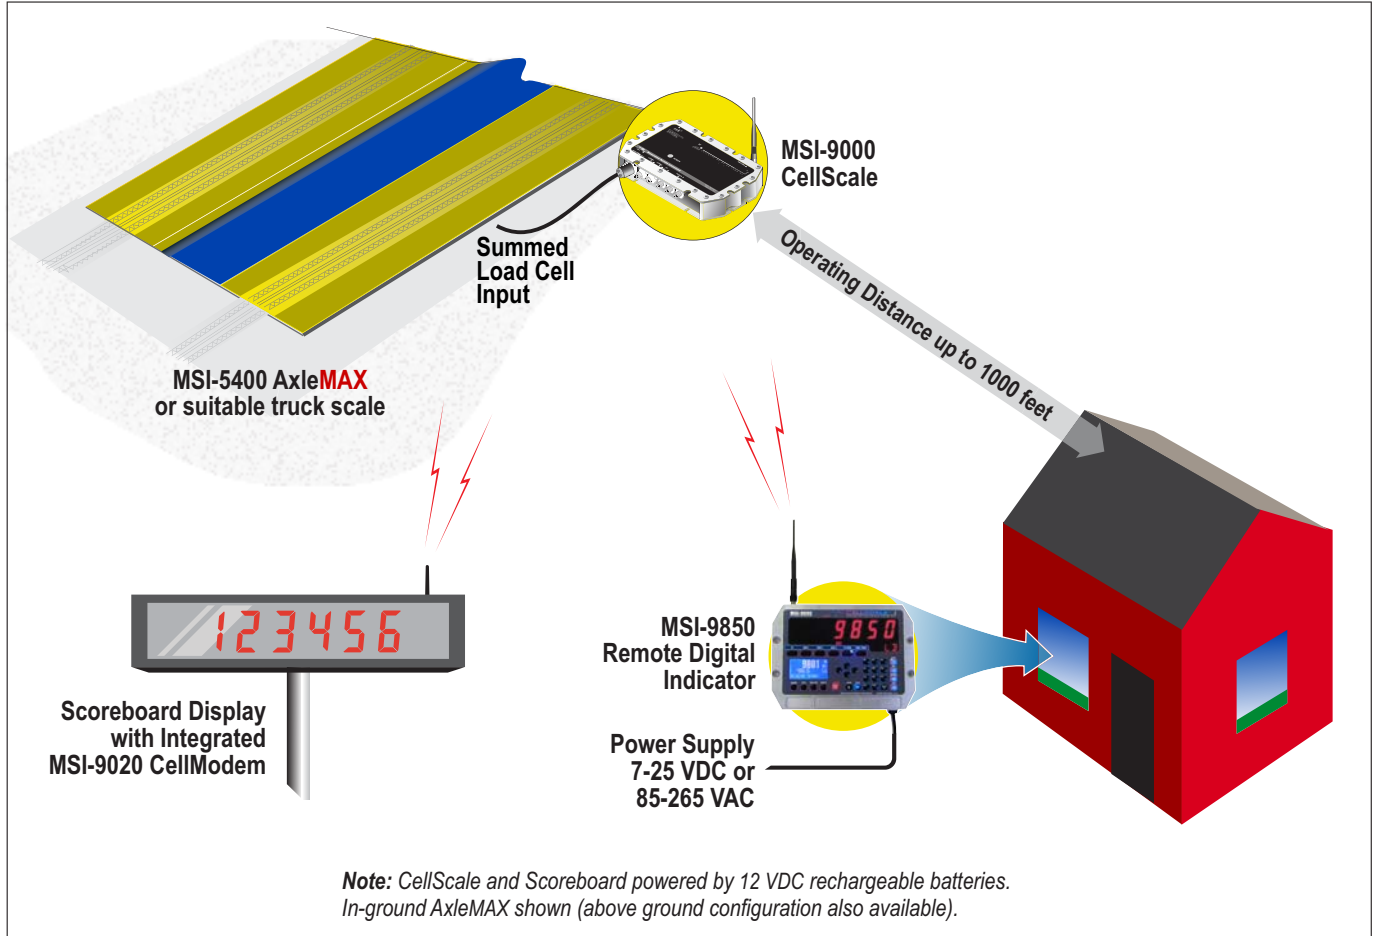 MSI-9000
CellScale
Summed
Load Cell
Input
Operating Distance up to 1000 feet
MSI-5400 AxleMAX
or suitable truck scale
123456
Scoreboard Display
with Integrated
MSI-9020 CellModem
9850
MSI-9850
Remote Digital
Indicator
Power Supply
7-25 VDC or
85-265 VAC
Note: CellScale and Scoreboard powered by 12 VDC rechargeable batteries.
In-ground AxleMAX shown (above ground configuration also available).